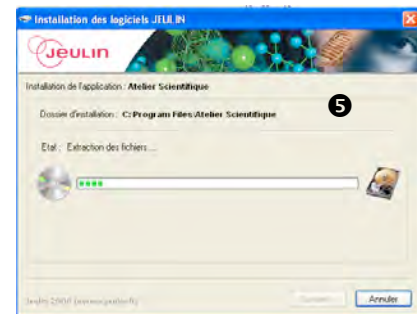 Installation des logiciels JEULIN
Jeulin
Installation de l'application : Atelier Scientifique
Dossier d'installation : C:\Program Files\Atelier Scientifique
❺
Etat : Extraction des fichiers ...
Annuler